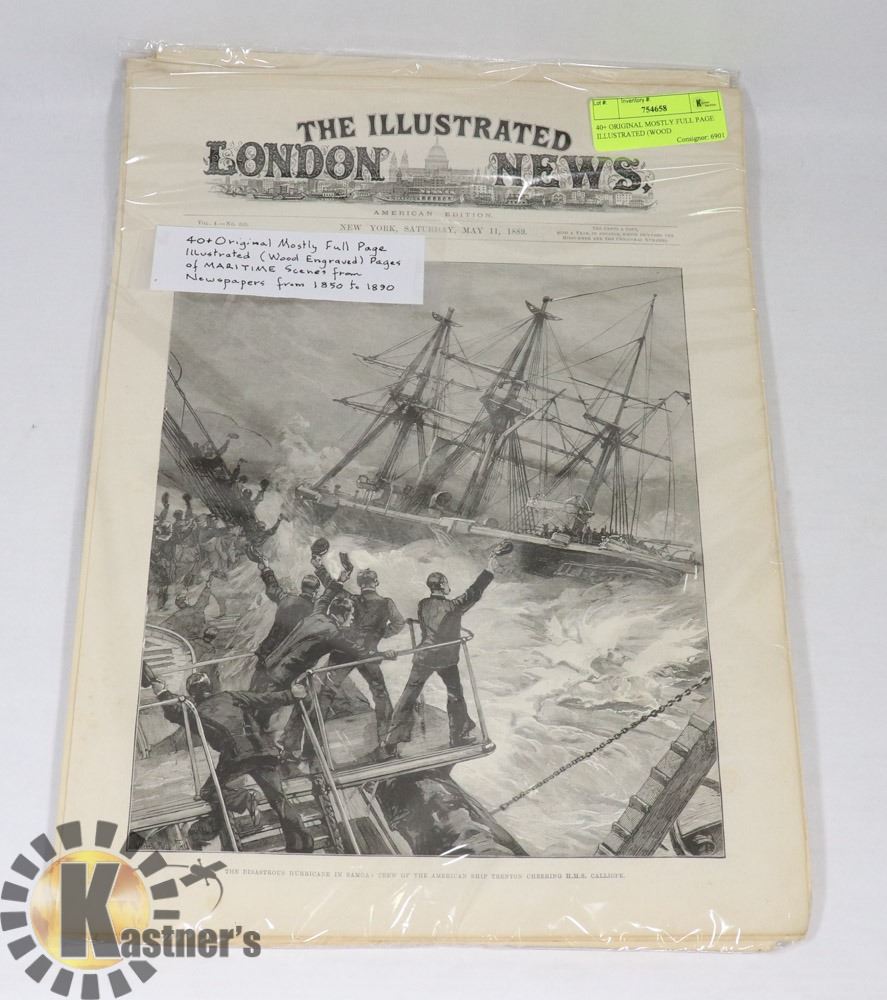 Lot #: Inventory #:
754658
40+ ORIGINAL MOSTLY FULL PAGE
ILLUSTRATED (WOOD
Consignor: 6901
THE ILLUSTRATED
LONDON NEWS.
AMERICAN EDITION.
NEW YORK, SATURDAY, MAY 11, 1889.
40+ Original Mostly Full Page
Illustrated (Wood Engraved) Pages
of MARITIME Scenes from
Newspapers from 1850 to 1890
THE DISASTROUS HURRICANE IN SAMOA: CREW OF THE AMERICAN SHIP TRENTON CHEERING H.M.S. CALLIOPE.
Kastner's